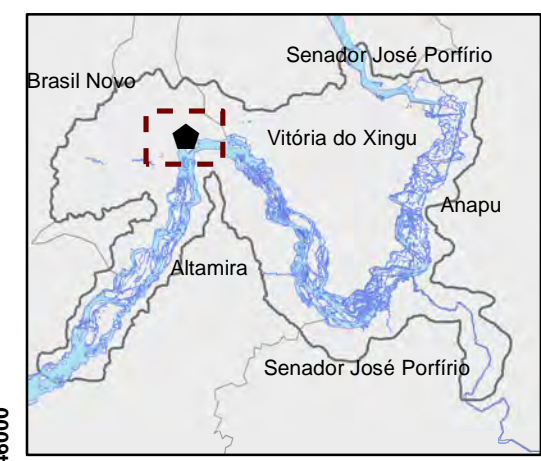 Senador José Porfírio
Brasil Novo
Vitória do Xingu
Anapu
Altamira
Senador José Porfírio